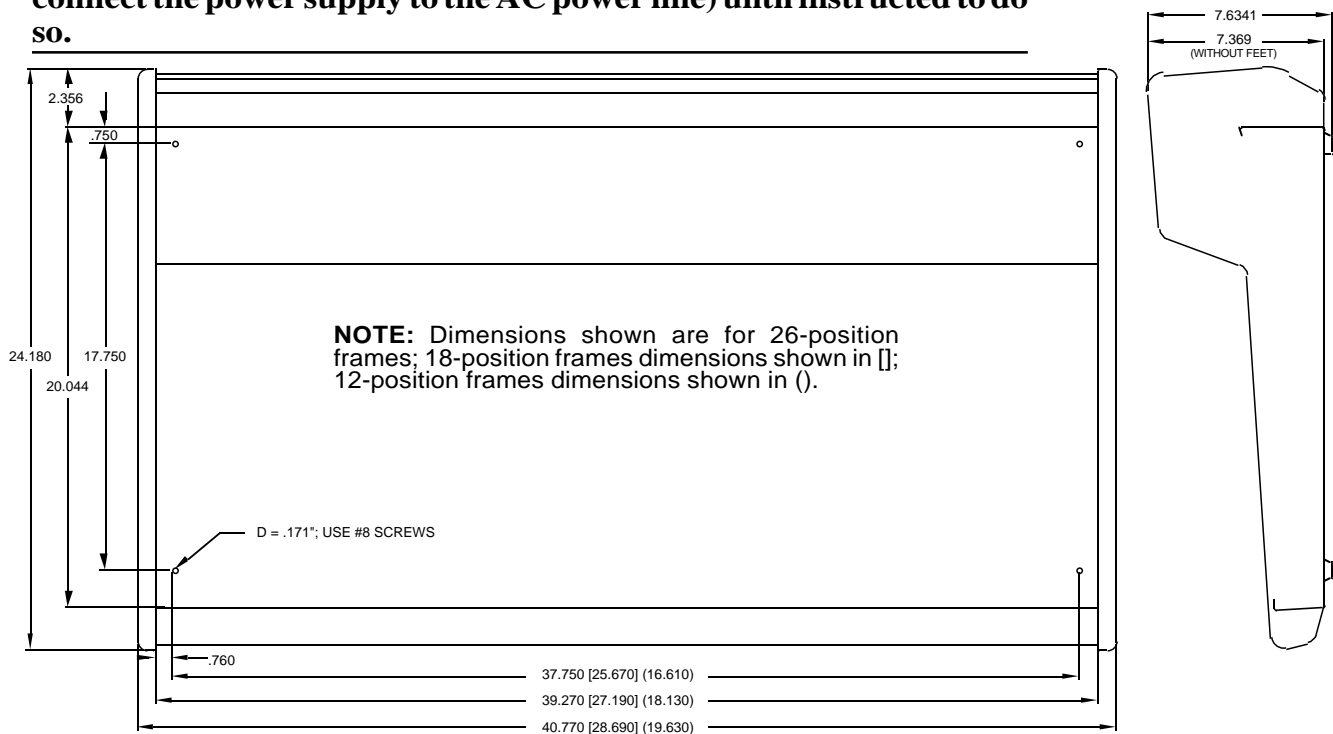 connect the power supply to the AC power line) until instructed to do
so.
7.6341
7.369
(WITHOUT FEET)
2.356
.750
NOTE: Dimensions shown are for 26-position
frames; 18-position frames dimensions shown in [];
12-position frames dimensions shown in ().
24.180
17.750
20.044
D = .171"; USE #8 SCREWS
.760
37.750 [25.670] (16.610)
39.270 [27.190] (18.130)
40.770 [28.690] (19.630)